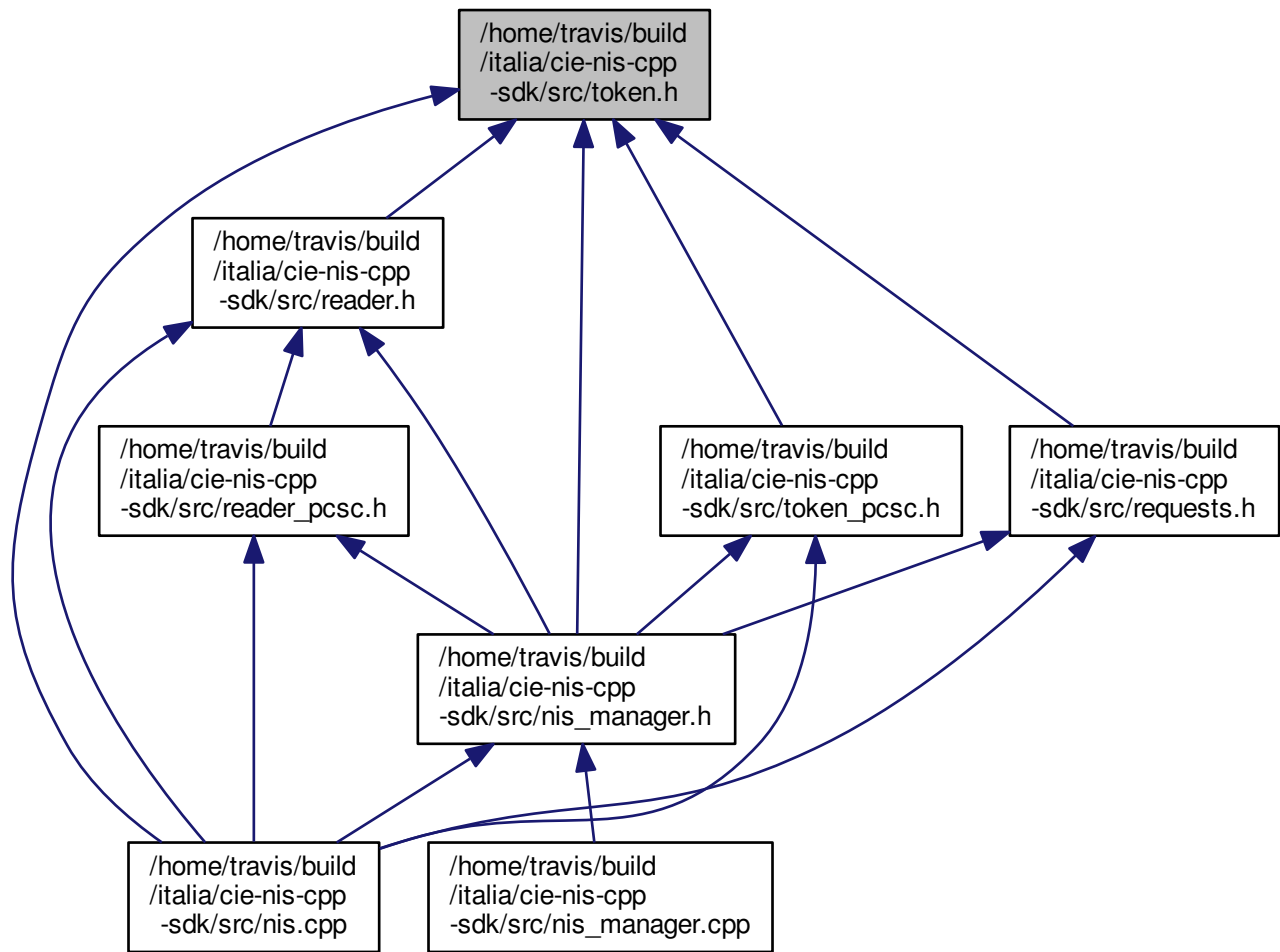 /home/travis/build
/italia/cie-nis-cpp
-sdk/src/token.h
/home/travis/build
/italia/cie-nis-cpp
-sdk/src/reader.h
/home/travis/build
/italia/cie-nis-cpp
-sdk/src/reader_pcsc.h
/home/travis/build
/italia/cie-nis-cpp
-sdk/src/token_pcsc.h
/home/travis/build
/italia/cie-nis-cpp
-sdk/src/requests.h
/home/travis/build
/italia/cie-nis-cpp
-sdk/src/nis_manager.h
/home/travis/build
/italia/cie-nis-cpp
-sdk/src/nis.cpp
/home/travis/build
/italia/cie-nis-cpp
-sdk/src/nis_manager.cpp